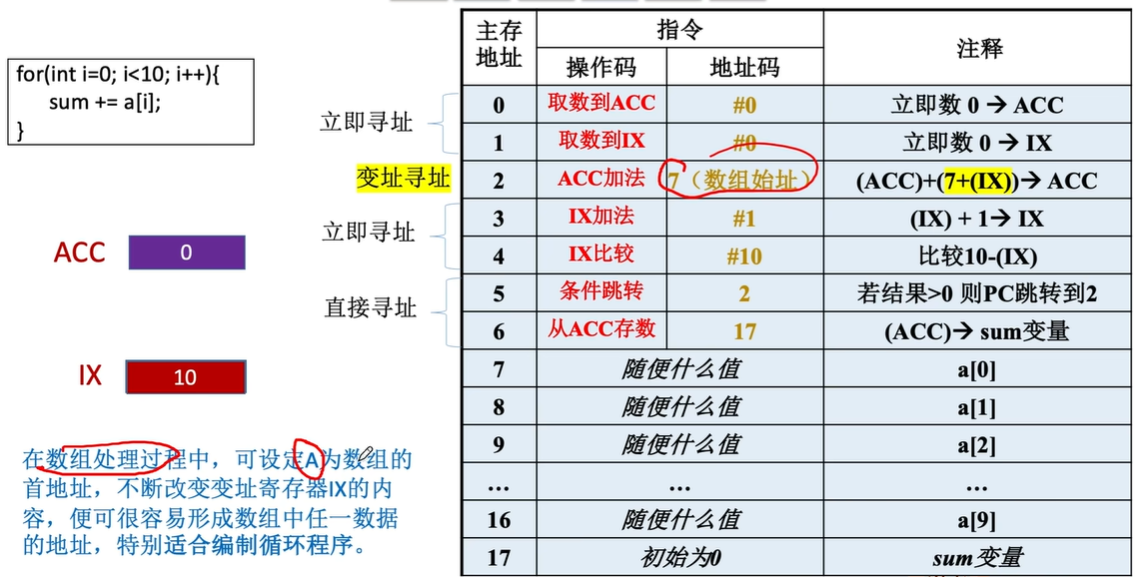 for(int i=0; i<10; i++){
sum += a[i];
}
立即寻址
变址寻址
立即寻址
直接寻址
ACC
0
IX
10
在数组处理过程中，可设定A为数组的
首地址，不断改变变址寄存器IX的内
容，便可很容易形成数组中任一数据
的地址，特别适合编制循环程序。
主存地址 指令 注释
操作码 地址码
0 取数到ACC #0 立即数 0 → ACC
1 取数到IX #0 立即数 0 → IX
2 ACC加法 7（数组始址） (ACC)+(7+(IX))→ ACC
3 IX加法 #1 (IX) + 1→ IX
4 IX比较 #10 比较10-(IX)
5 条件跳转 2 若结果>0 则PC跳转到2
6 从ACC存数 17 (ACC)→ sum变量
7 随便什么值 a[0]
8 随便什么值 a[1]
9 随便什么值 a[2]
... ... ...
16 随便什么值 a[9]
17 初始为0 sum变量